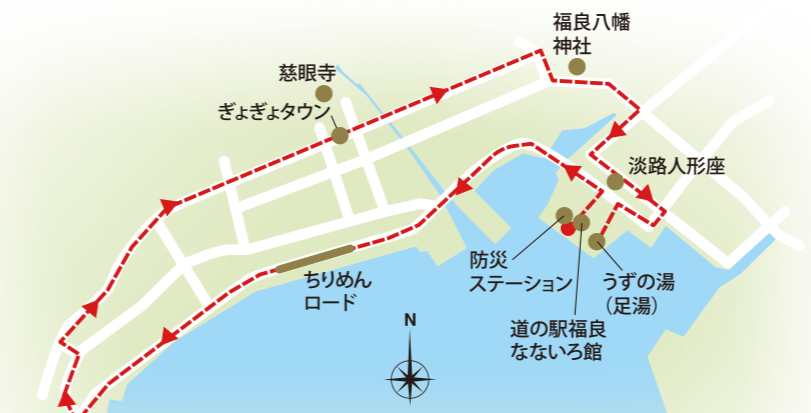 福良八幡
神社
慈眼寺
ぎょぎょタウン
淡路人形座
防災
ステーション
うずの湯
（足湯）
ちりめん
ロード
道の駅福良
なないろ館
N